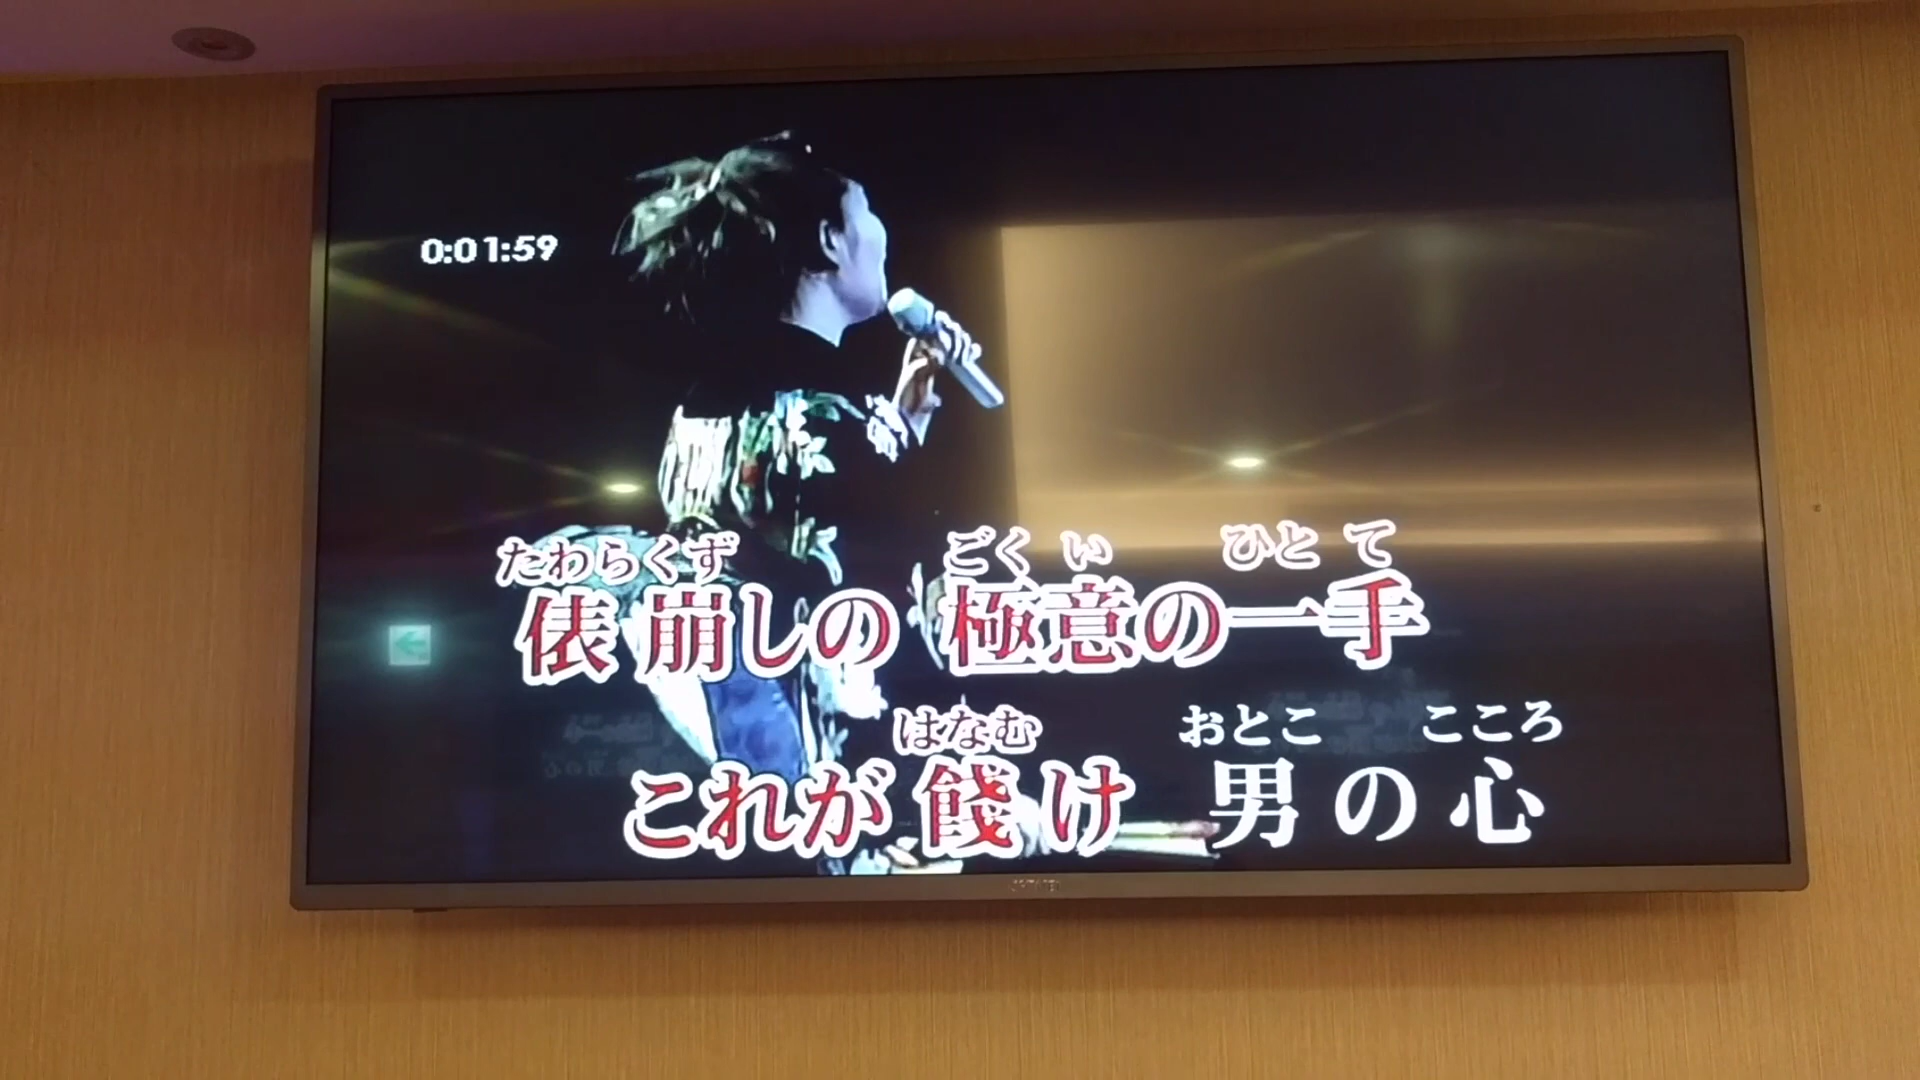 0:01:59
たわらくず ごくい ひとて
俵崩しの 極意の一手
はなむ おとこ こころ
これが餞け 男の心